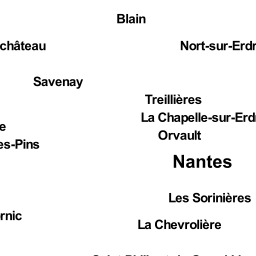 Blain
château
Nort-sur-Erdr
Savenay
Treillières
La Chapelle-sur-Erdr
e
Orvault
es-Pins
Nantes
Les Sorinières
rnic
La Chevrolière